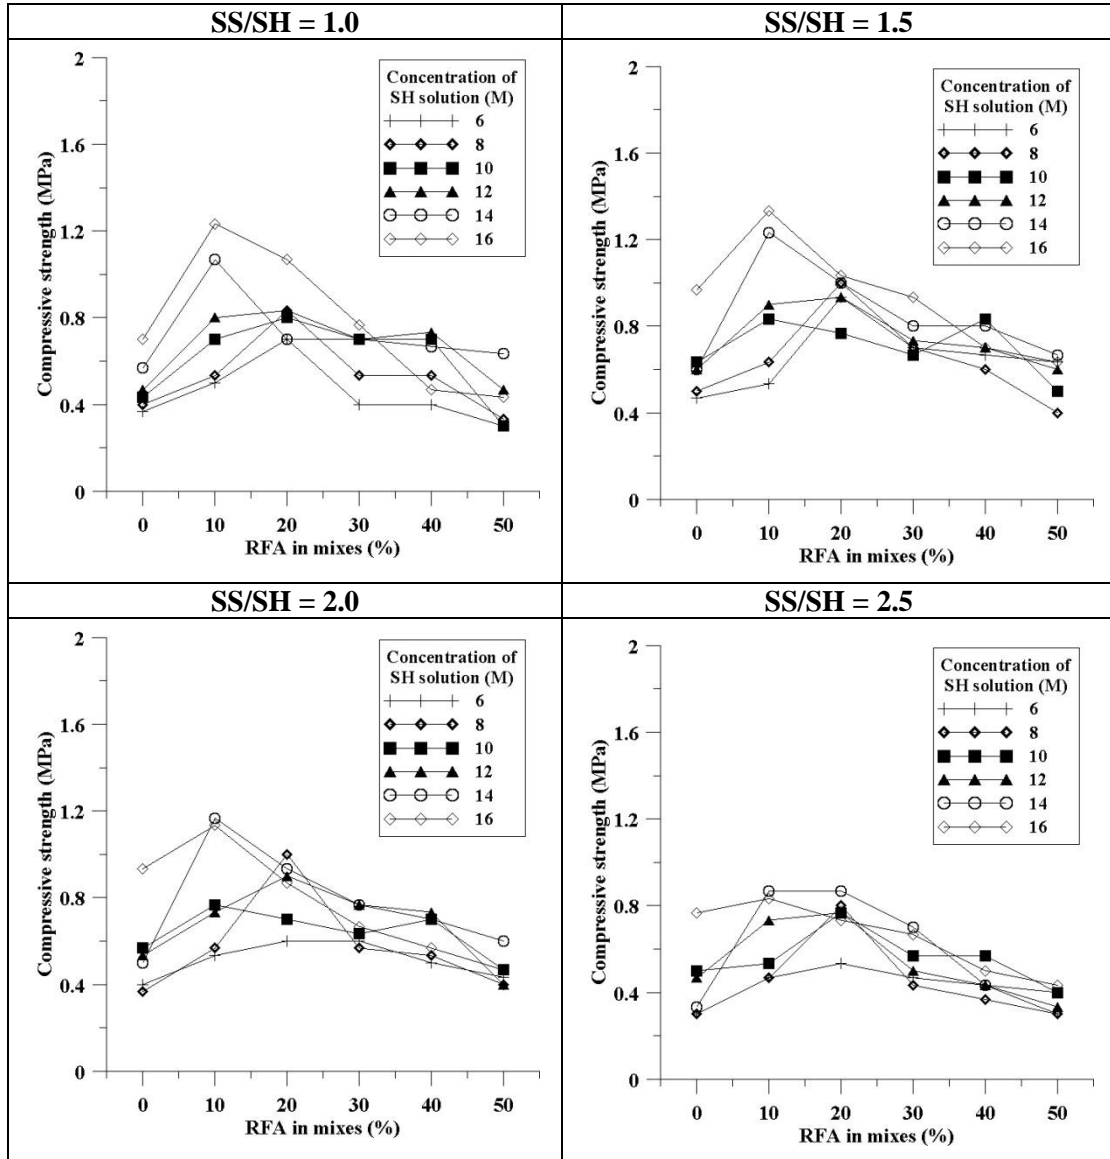 SS/SH = 1.0
2
1.6
1.2
0.8
0.4
0
Compressive strength (MPa)
Concentration of
SH solution (M)
6
8
10
12
14
16
0 10 20 30 40 50
RFA in mixes (%)
SS/SH = 1.5
2
1.6
1.2
0.8
0.4
0
Compressive strength (MPa)
Concentration of
SH solution (M)
6
8
10
12
14
16
0 10 20 30 40 50
RFA in mixes (%)
SS/SH = 2.0
2
1.6
1.2
0.8
0.4
0
Compressive strength (MPa)
Concentration of
SH solution (M)
6
8
10
12
14
16
0 10 20 30 40 50
RFA in mixes (%)
SS/SH = 2.5
2
1.6
1.2
0.8
0.4
0
Compressive strength (MPa)
Concentration of
SH solution (M)
6
8
10
12
14
16
0 10 20 30 40 50
RFA in mixes (%)